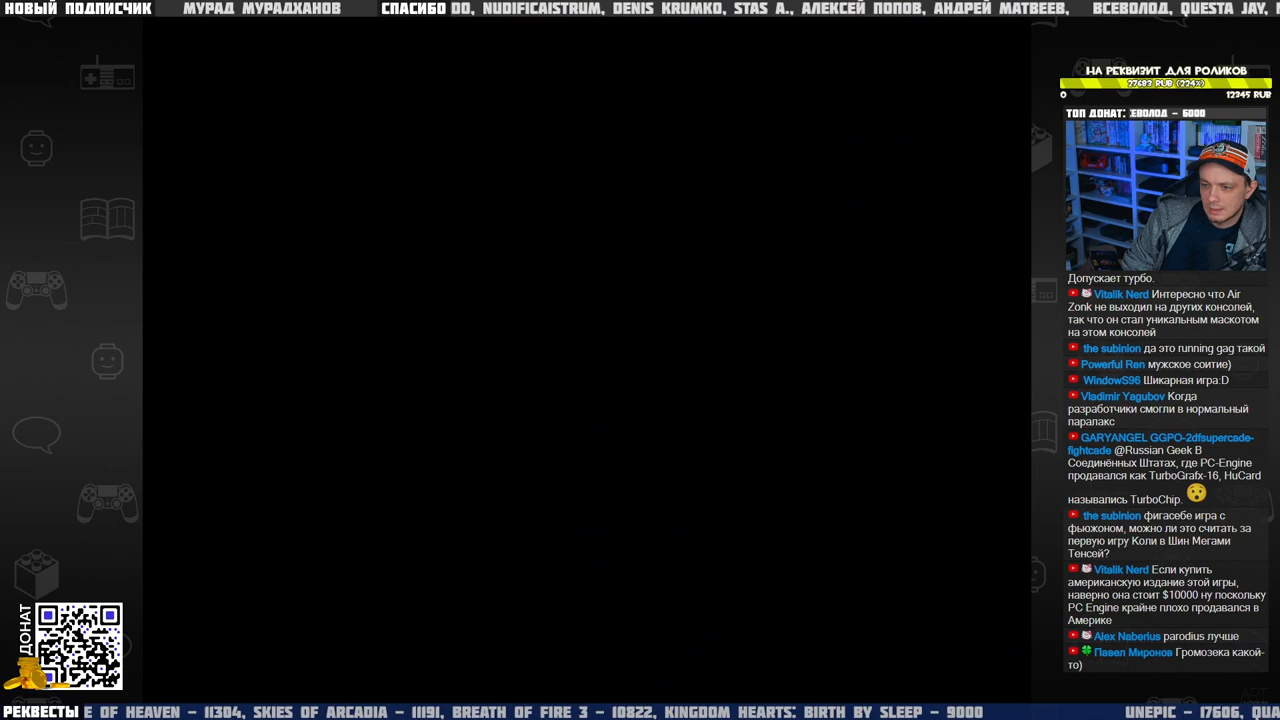 НОВЫЙ ПОДПИСЧИК МУРАД МУРАДХАНОВ СПАСИБО DO, NUDIFICAISTRUM, DENIS KRUMKO, STAS A., АЛЕКСЕЙ ПОПОВ, АНДРЕЙ МАТВЕЕВ, ВСЕВОЛОД, QUESTA JAY,
НА РЕКВИЗИТ ДЛЯ РОЛИКОВ
27683 RUB (224%)
0 12345 RUB
ТОП ДОНАТ: ЕВОЛОД - 5000
Допускает турбо.
Vitalik Nerd Интересно что Air
Zonk не выходил на других консолей,
так что он стал уникальным маскотом
на этом консолей
the subinion да это running gag такой
Powerful Ren мужское соитие)
WindowS96 Шикарная игра:D
Vladimir Yagubov Когда
разработчики смогли в нормальный
паралакс
GARYANGEL GGPO-2dfsupercade-
fightcade @Russian Geek В
Соединённых Штатах, где PC-Engine
продавался как TurboGrafx-16, HuCard
назывались TurboChip. 😯
the subinion фигасебе игра с
фьюжоном, можно ли это считать за
первую игру Коли в Шин Мегами
Тенсей?
Vitalik Nerd Если купить
американскую издание этой игры,
наверно она стоит $10000 ну поскольку
PC Engine крайне плохо продавался в
Америке
Alex Naberius parodius лучше
Павел Миронов Громозека какой-
то)
ДОНАТ
РЕКВЕСТЫ E OF HEAVEN - 11304, SKIES OF ARCADIA - 11191, BREATH OF FIRE 3 - 10822, KINGDOM HEARTS: BIRTH BY SLEEP - 9000 UNEPIC - 17606, QUA